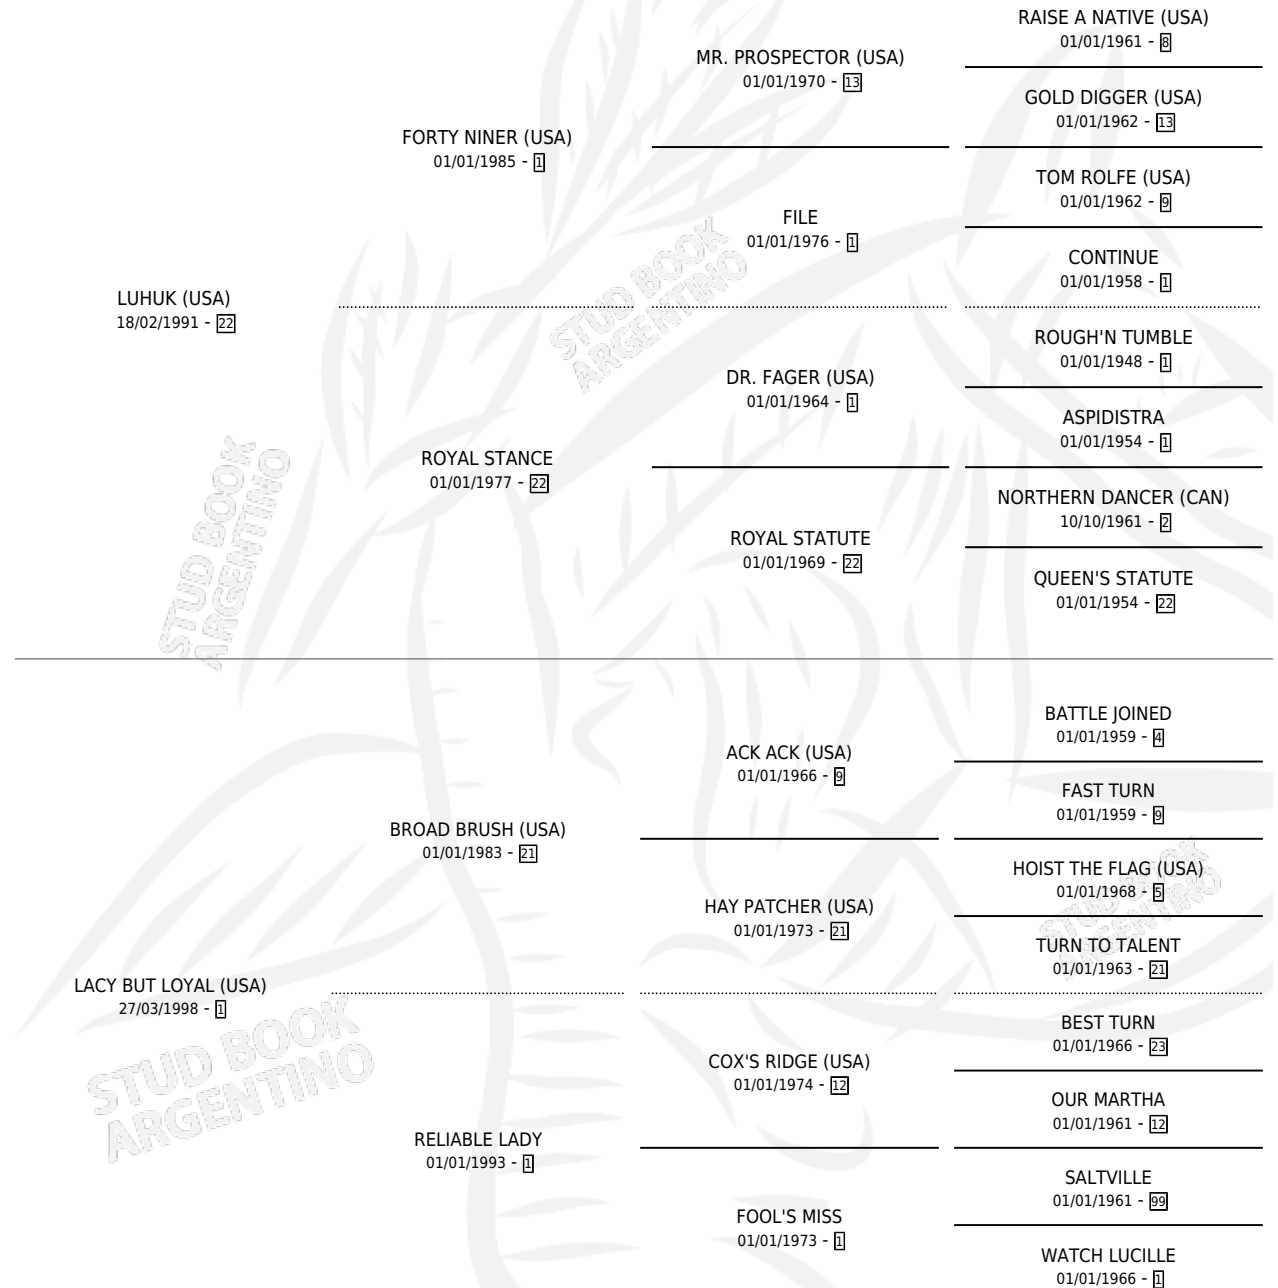 RAISE A NATIVE (USA)
01/01/1961 - 8
MR. PROSPECTOR (USA)
01/01/1970 - 13
GOLD DIGGER (USA)
01/01/1962 - 13
FORTY NINER (USA)
01/01/1985 - 1
TOM ROLFE (USA)
01/01/1962 - 9
FILE
01/01/1976 - 1
CONTINUE
01/01/1958 - 1
LUHUK (USA)
18/02/1991 - 22
STUD BOOK
ARGENTINO
ROUGH'N TUMBLE
01/01/1948 - 1
DR. FAGER (USA)
01/01/1964 - 1
ASPIDISTRA
01/01/1954 - 1
ROYAL STANCE
01/01/1977 - 22
NORTHERN DANCER (CAN)
10/10/1961 - 2
ROYAL STATUTE
01/01/1969 - 22
QUEEN'S STATUTE
01/01/1954 - 22
STUD BOOK
ARGENTINO
BATTLE JOINED
01/01/1959 - 4
ACK ACK (USA)
01/01/1966 - 9
FAST TURN
01/01/1959 - 9
BROAD BRUSH (USA)
01/01/1983 - 21
HOIST THE FLAG (USA)
01/01/1968 - 5
HAY PATCHER (USA)
01/01/1973 - 21
STUD BOOK
ARGENTINO
TURN TO TALENT
01/01/1963 - 21
LACY BUT LOYAL (USA)
27/03/1998 - 1
BEST TURN
01/01/1966 - 23
COX'S RIDGE (USA)
01/01/1974 - 12
STUD BOOK
ARGENTINO
OUR MARTHA
01/01/1961 - 12
RELIABLE LADY
01/01/1993 - 1
SALTVILLE
01/01/1961 - 99
FOOL'S MISS
01/01/1973 - 1
WATCH LUCILLE
01/01/1966 - 1